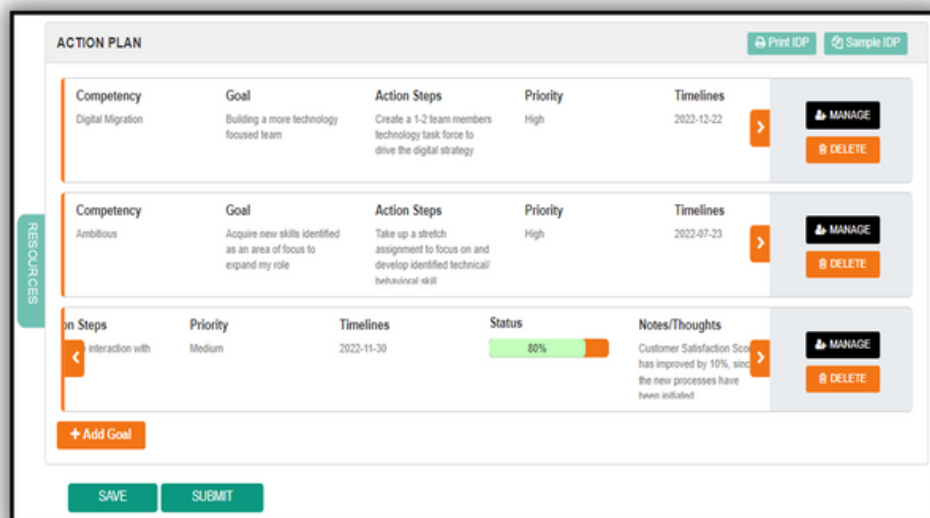 ACTION PLAN
Print IDP
Sample IDP
RESOURCES
Competency Goal Action Steps Priority Timelines
Digital Migration Building a more technology Create a 1-2 team members High 2022-12-22
focused team technology task force to
drive the digital strategy
MANAGE
DELETE
Competency Goal Action Steps Priority Timelines
Ambitious Acquire new skills identified Take up a stretch High 2022-07-23
as an area of focus to assignment to focus on and
expand my role develop identified technical/
behavioral skill
MANAGE
DELETE
on Steps Priority Timelines Status Notes/Thoughts
interaction with Medium 2022-11-30 80% Customer Satisfaction Sco
has improved by 10%, sinc
the new processes have
been initiated
MANAGE
DELETE
+ Add Goal
SAVE
SUBMIT